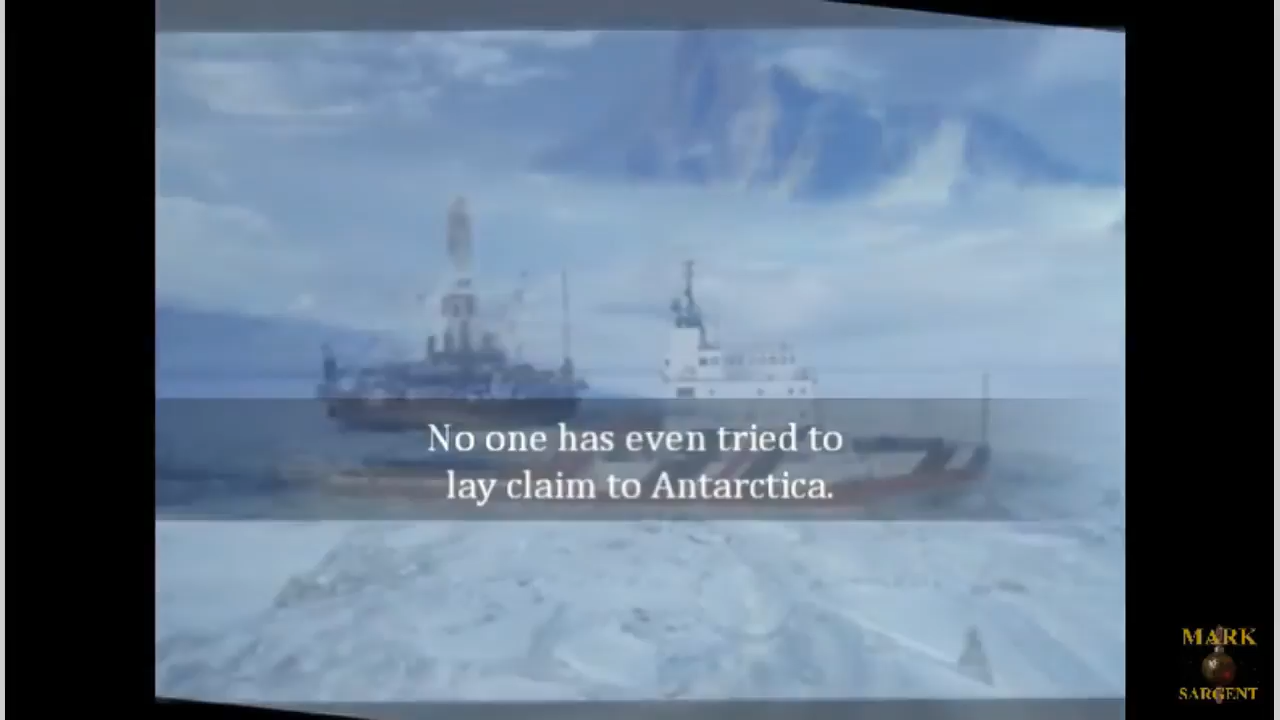 No one has even tried to
lay claim to Antarctica.
MARK
SARGENT